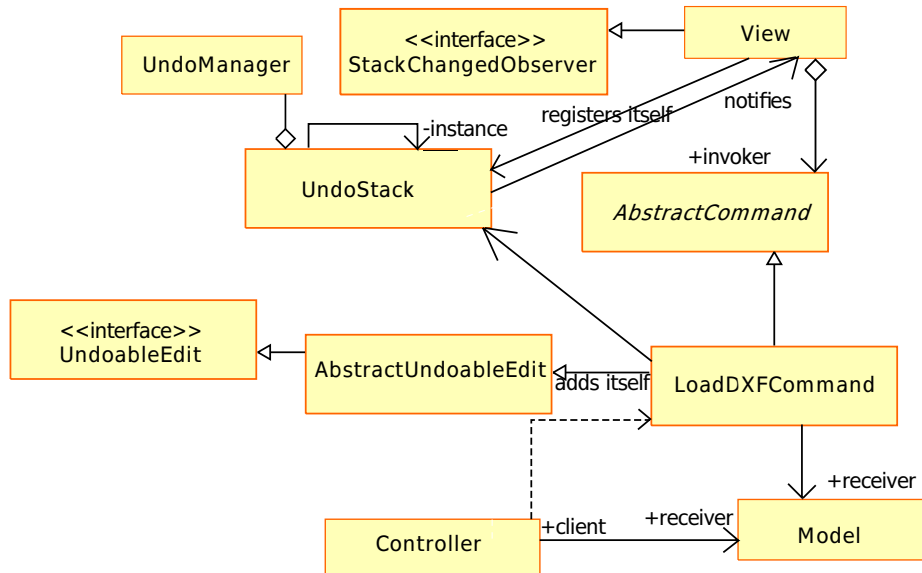 View
<<interface>>
StackChangedObserver
UndoManager
registers itself
notifies
-instance
+invoker
UndoStack
AbstractCommand
<<interface>>
UndoableEdit
AbstractUndoableEdit
adds itself
LoadDXFCommand
+receiver
+client
+receiver
Controller
Model